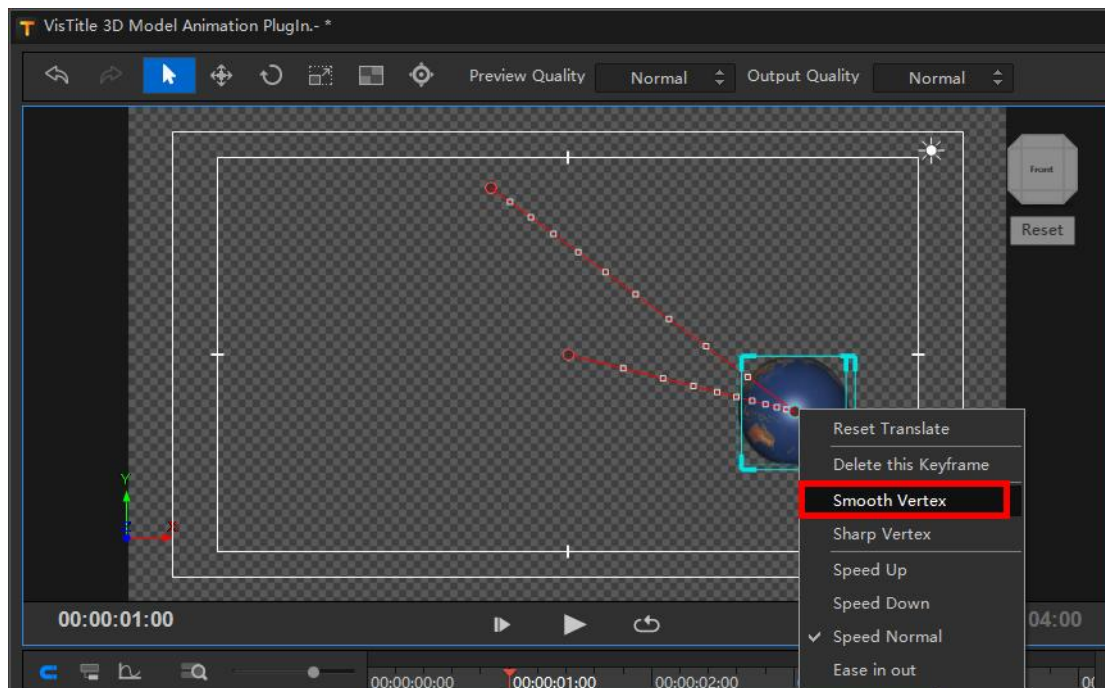 VisTitle 3D Model Animation PlugIn.- *
Preview Quality Normal Output Quality Normal
Front
Reset
Reset Translate
Delete this Keyframe
Smooth Vertex
Sharp Vertex
Speed Up
Speed Down
Speed Normal
Ease in out
Y
Z X
00:00:01:00
04:00
00:00:00:00 00:00:01:00 00:00:02:00